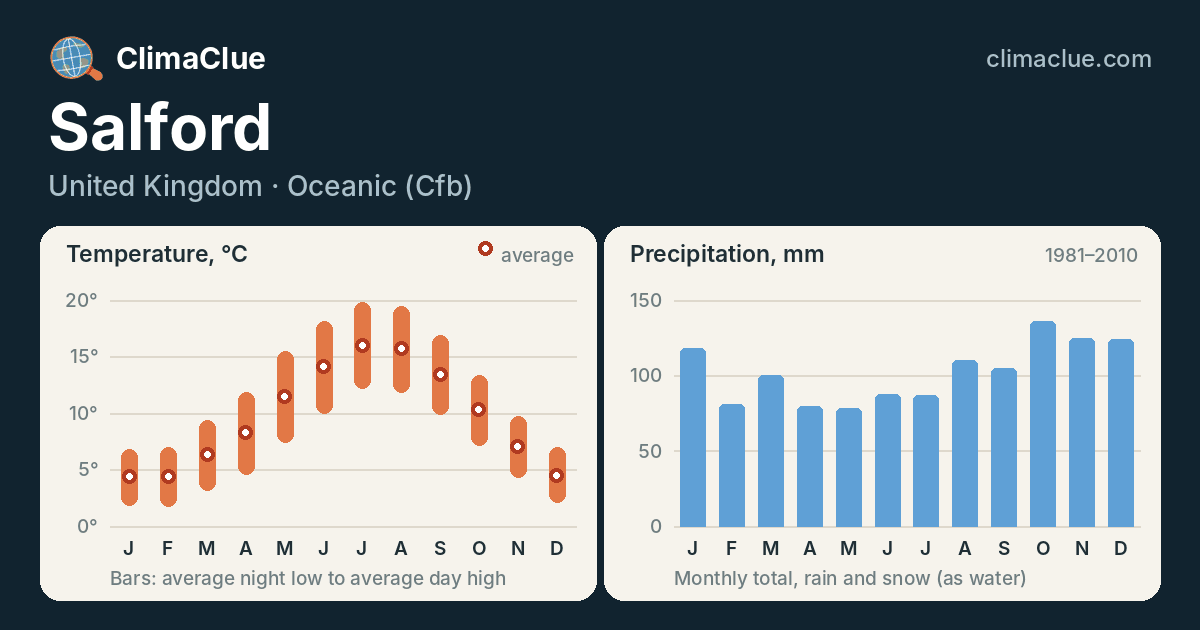 ClimaClue
climaclue.com
Salford
United Kingdom · Oceanic (Cfb)
Temperature, °C
average
20°
15°
10°
5°
0°
J F M A M J J A S O N D
Bars: average night low to average day high
Precipitation, mm
1981–2010
150
100
50
0
J F M A M J J A S O N D
Monthly total, rain and snow (as water)